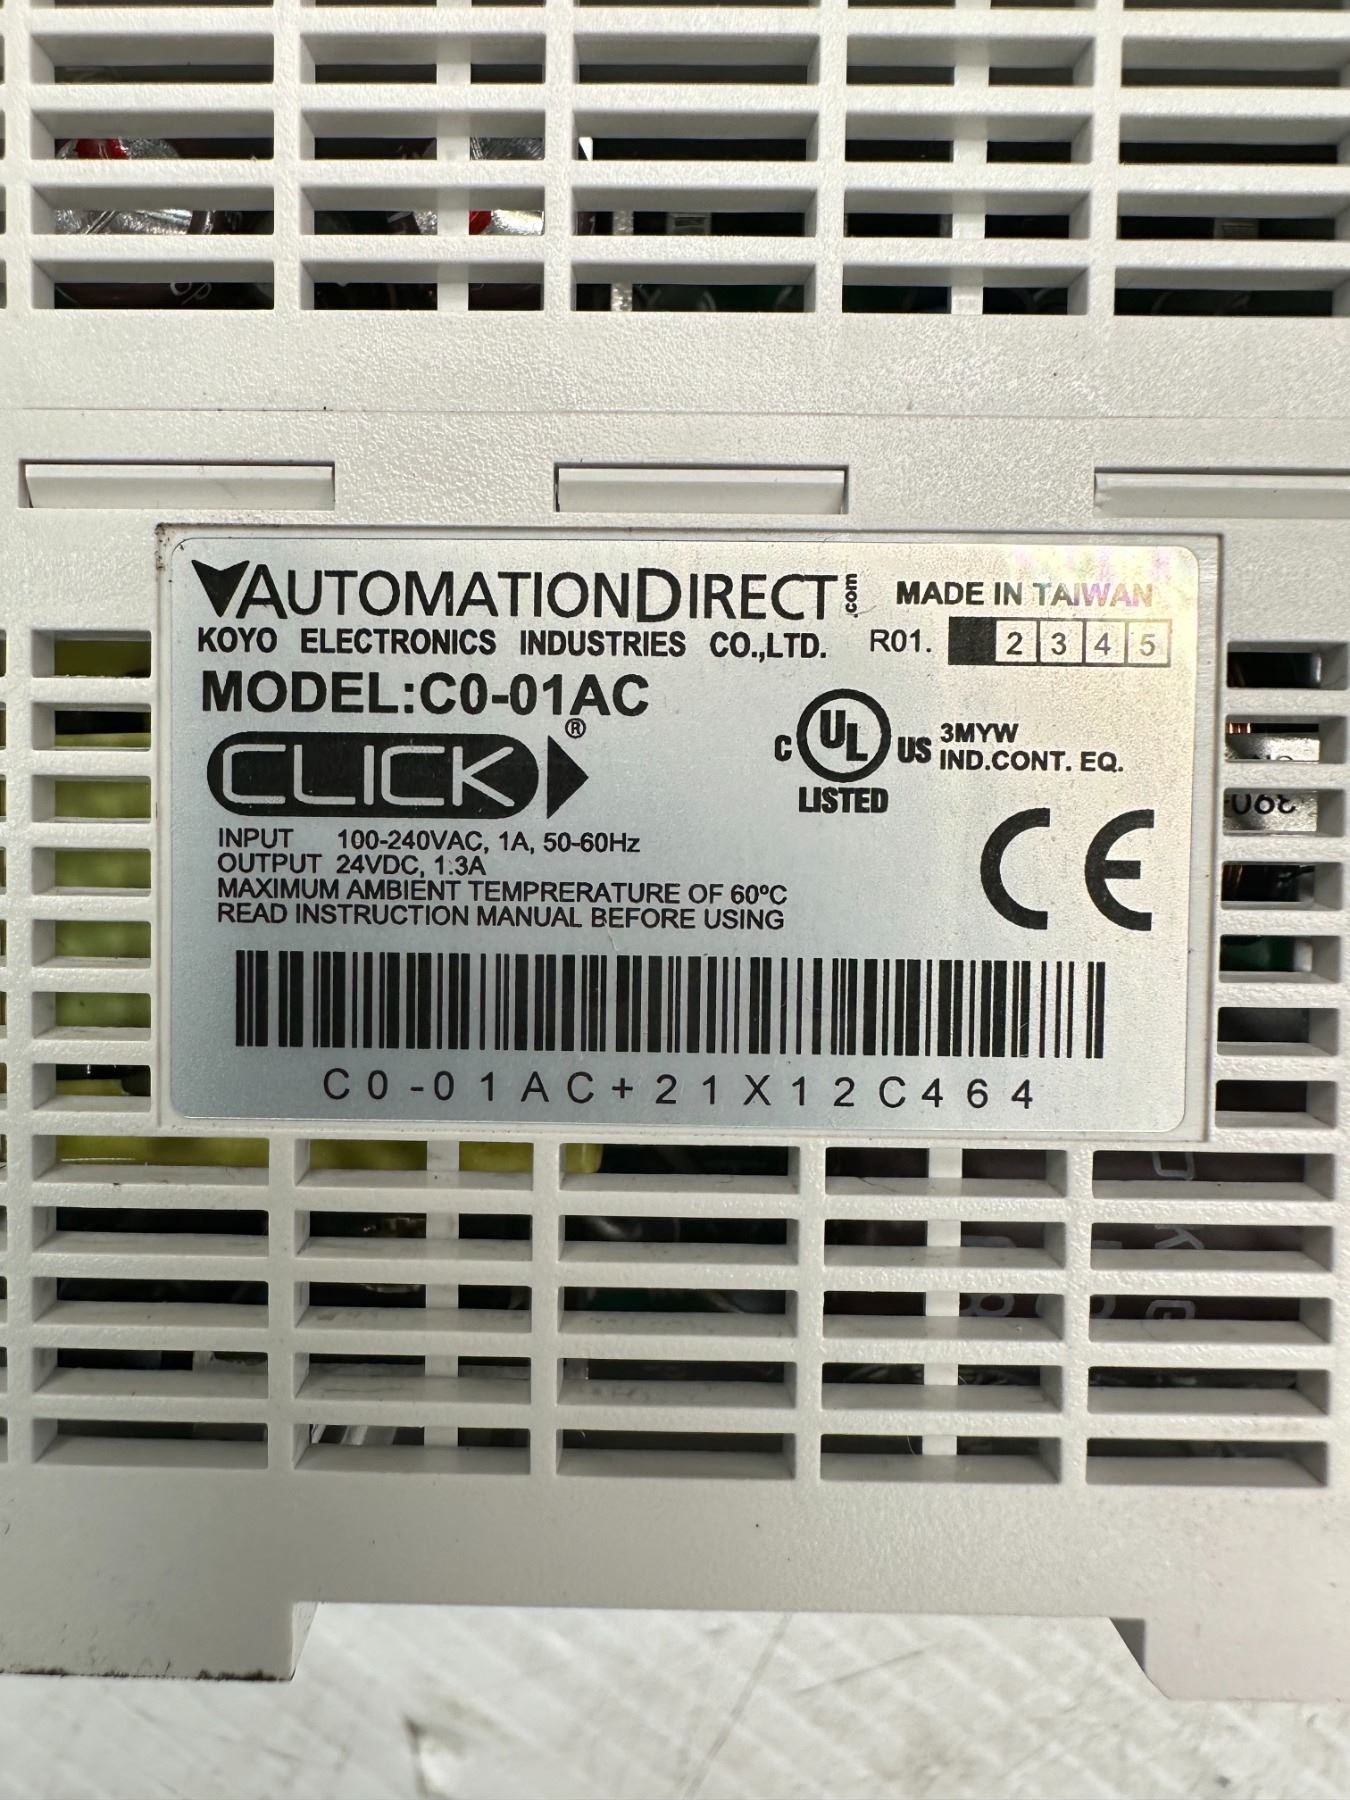 AUTOMATIONDIRECT.com MADE IN TAIWAN
KOYO ELECTRONICS INDUSTRIES CO.,LTD. R01. 2 3 4 5
MODEL:C0-01AC
CLICK®
C UL US LISTED
3MYW
IND.CONT. EQ.
INPUT 100-240VAC, 1A, 50-60Hz
OUTPUT 24VDC, 1.3A
MAXIMUM AMBIENT TEMPRERATURE OF 60ºC
READ INSTRUCTION MANUAL BEFORE USING
CE
C0-01AC+21X12C464